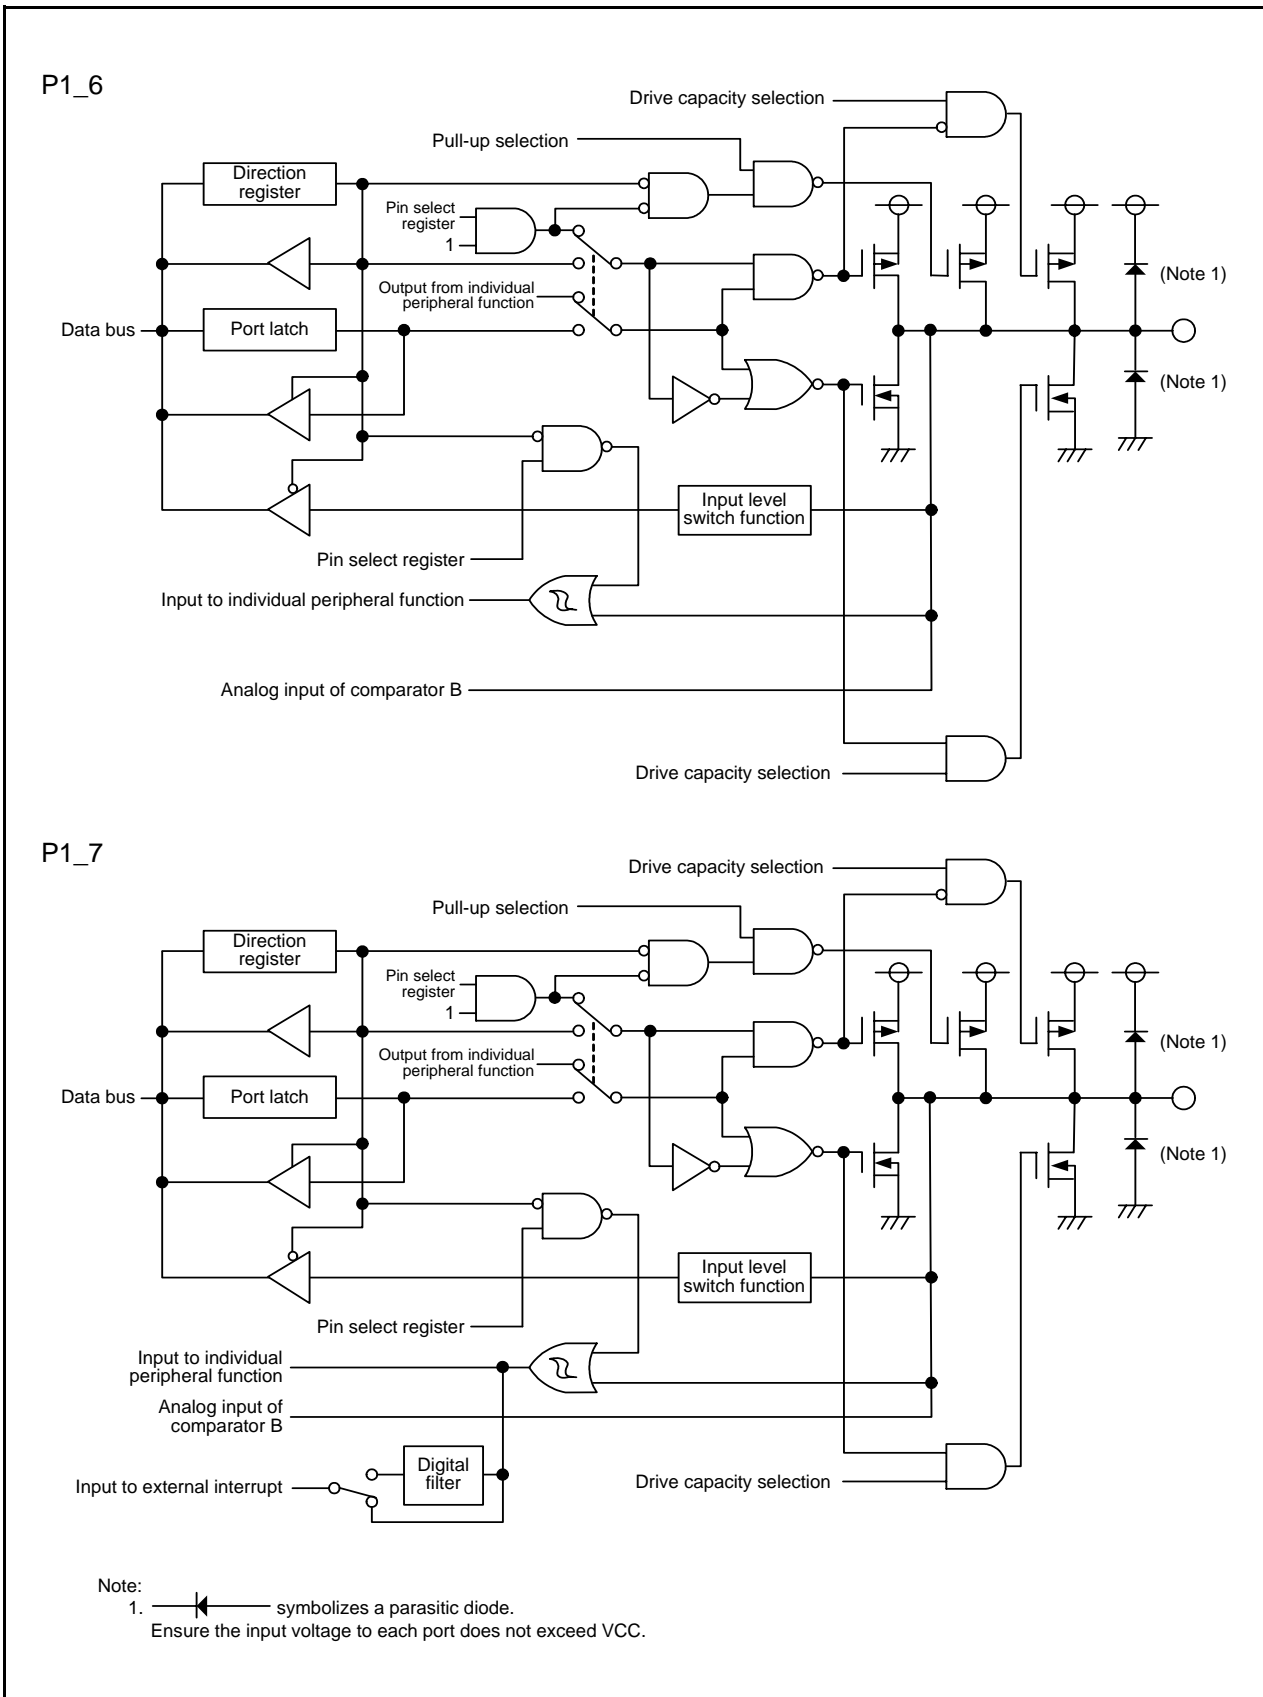 P1_6
Drive capacity selection
Pull-up selection
Direction
register
Pin select
register
1
(Note 1)
Output from individual
peripheral function
Data bus
Port latch
(Note 1)
Input level
switch function
Pin select register
Input to individual peripheral function
Analog input of comparator B
Drive capacity selection
P1_7
Drive capacity selection
Pull-up selection
Direction
register
Pin select
register
1
(Note 1)
Output from individual
peripheral function
Data bus
Port latch
(Note 1)
Input level
switch function
Pin select register
Input to individual
peripheral function
Analog input of
comparator B
Digital
filter
Input to external interrupt
Drive capacity selection
Note:
1. symbolizes a parasitic diode.
Ensure the input voltage to each port does not exceed VCC.